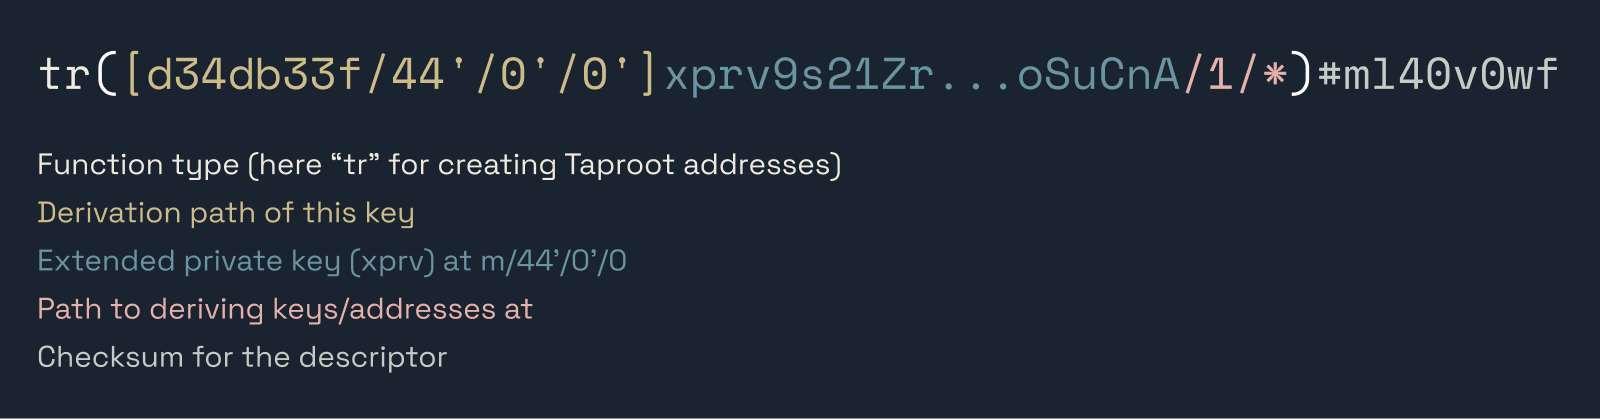 tr([d34db33f/44'/0'/0']xprv9s21Zr...oSuCnA/1/*)#ml40v0wf
Function type (here “tr” for creating Taproot addresses)
Derivation path of this key
Extended private key (xprv) at m/44’/0’/0
Path to deriving keys/addresses at
Checksum for the descriptor